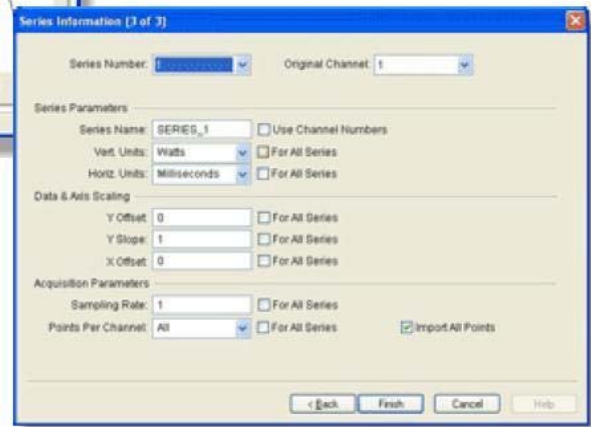 Series Information (3 of 3)
Series Number: 1 Original Channel: 1
Series Parameters
Series Name: SERIES_1 Use Channel Numbers
Vert. Units: Watts For All Series
Horiz. Units: Milliseconds For All Series
Data & Axis Scaling
Y Offset: 0 For All Series
Y Slope: 1 For All Series
X Offset: 0 For All Series
Acquisition Parameters
Sampling Rate: 1 For All Series
Points Per Channel: All For All Series Import All Points
< Back Finish Cancel Help